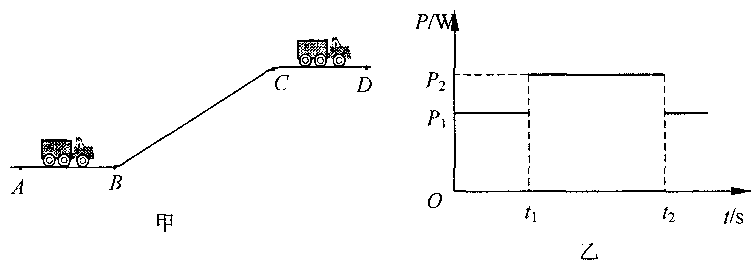 A B C D
甲
P/W
P₂
P₁
O t₁ t₂ t/s
乙